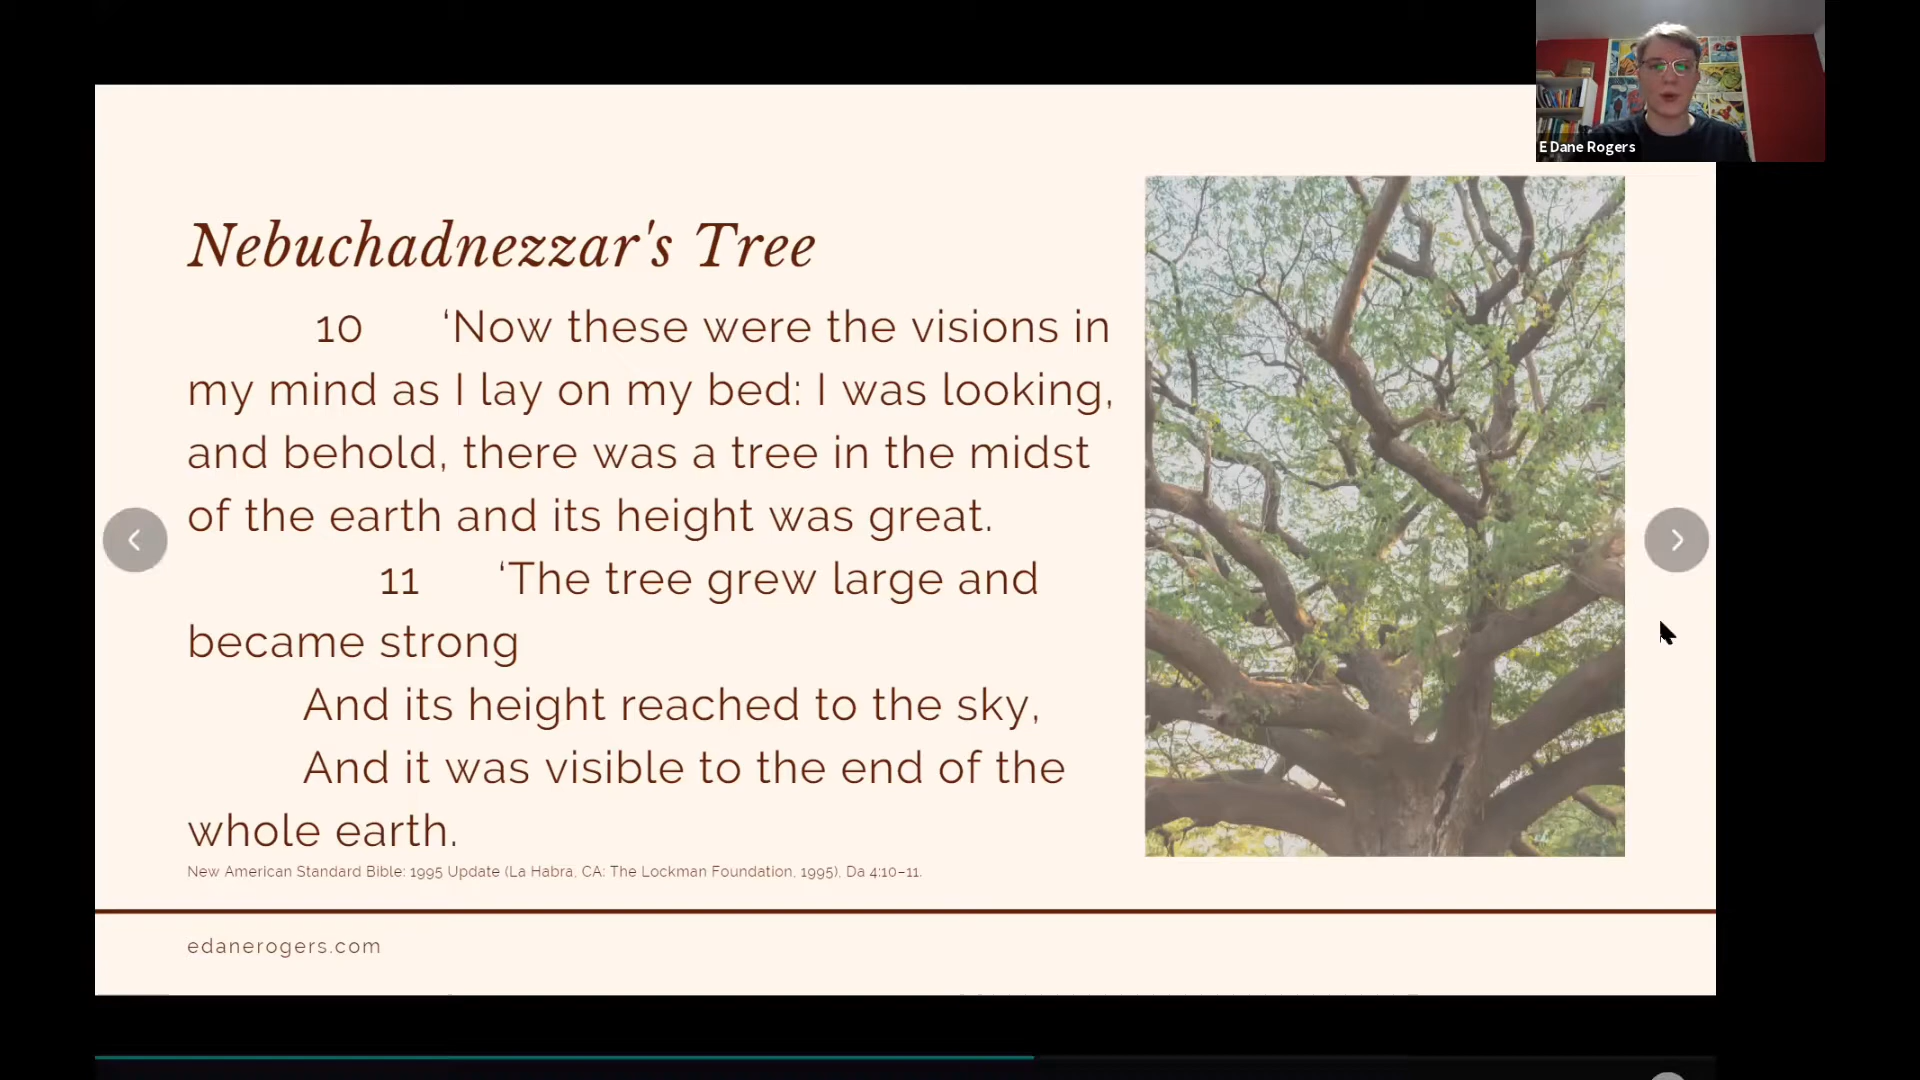 E Dane Rogers
Nebuchadnezzar's Tree
10 ‘Now these were the visions in
my mind as I lay on my bed: I was looking,
and behold, there was a tree in the midst
of the earth and its height was great.
11 ‘The tree grew large and
became strong
And its height reached to the sky,
And it was visible to the end of the
whole earth.
New American Standard Bible: 1995 Update (La Habra, CA: The Lockman Foundation, 1995), Da 4:10–11.
edanerogers.com